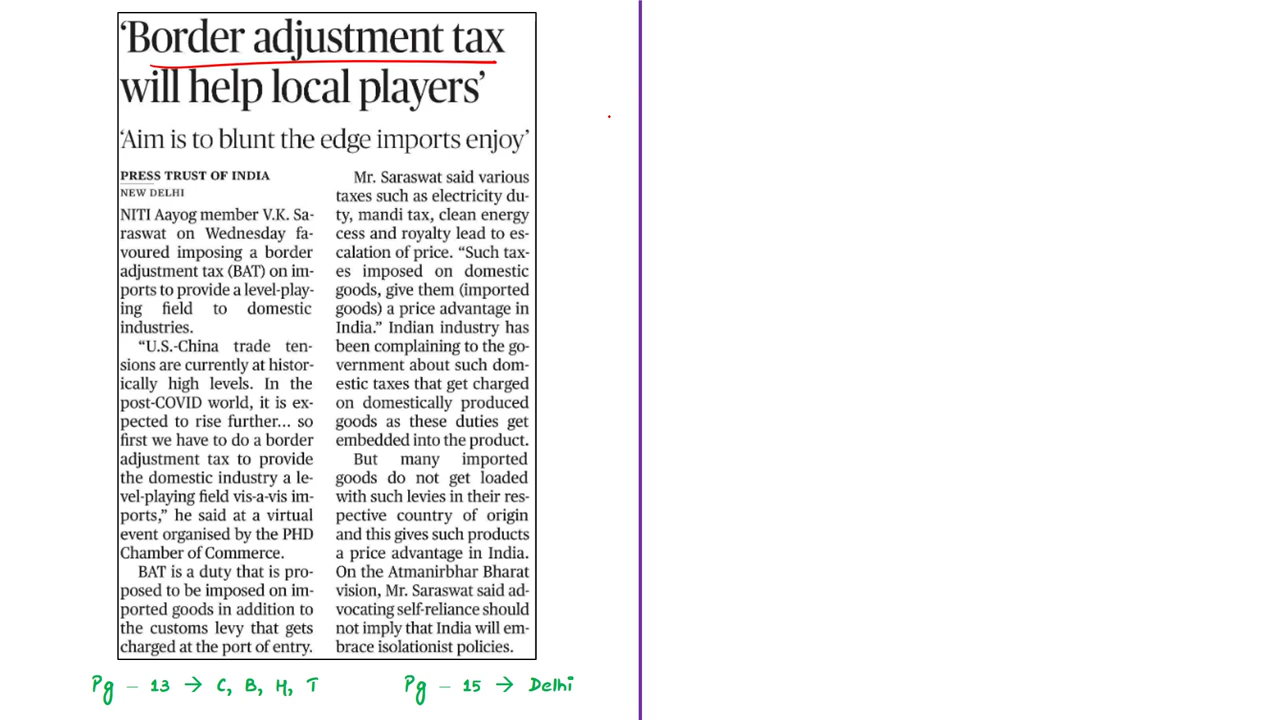 ‘Border adjustment tax
will help local players’
‘Aim is to blunt the edge imports enjoy’
PRESS TRUST OF INDIA
NEW DELHI
NITI Aayog member V.K. Sa-
raswat on Wednesday fa-
voured imposing a border
adjustment tax (BAT) on im-
ports to provide a level-play-
ing field to domestic
industries.
“U.S.-China trade ten-
sions are currently at histor-
ically high levels. In the
post-COVID world, it is ex-
pected to rise further... so
first we have to do a border
adjustment tax to provide
the domestic industry a le-
vel-playing field vis-a-vis im-
ports,” he said at a virtual
event organised by the PHD
Chamber of Commerce.
BAT is a duty that is pro-
posed to be imposed on im-
ported goods in addition to
the customs levy that gets
charged at the port of entry.
Mr. Saraswat said various
taxes such as electricity du-
ty, mandi tax, clean energy
cess and royalty lead to es-
calation of price. “Such tax-
es imposed on domestic
goods, give them (imported
goods) a price advantage in
India.” Indian industry has
been complaining to the go-
vernment about such dom-
estic taxes that get charged
on domestically produced
goods as these duties get
embedded into the product.
But many imported
goods do not get loaded
with such levies in their res-
pective country of origin
and this gives such products
a price advantage in India.
On the Atmanirbhar Bharat
vision, Mr. Saraswat said ad-
vocating self-reliance should
not imply that India will em-
brace isolationist policies.
Pg – 13 → C, B, H, T
Pg – 15 → Delhi